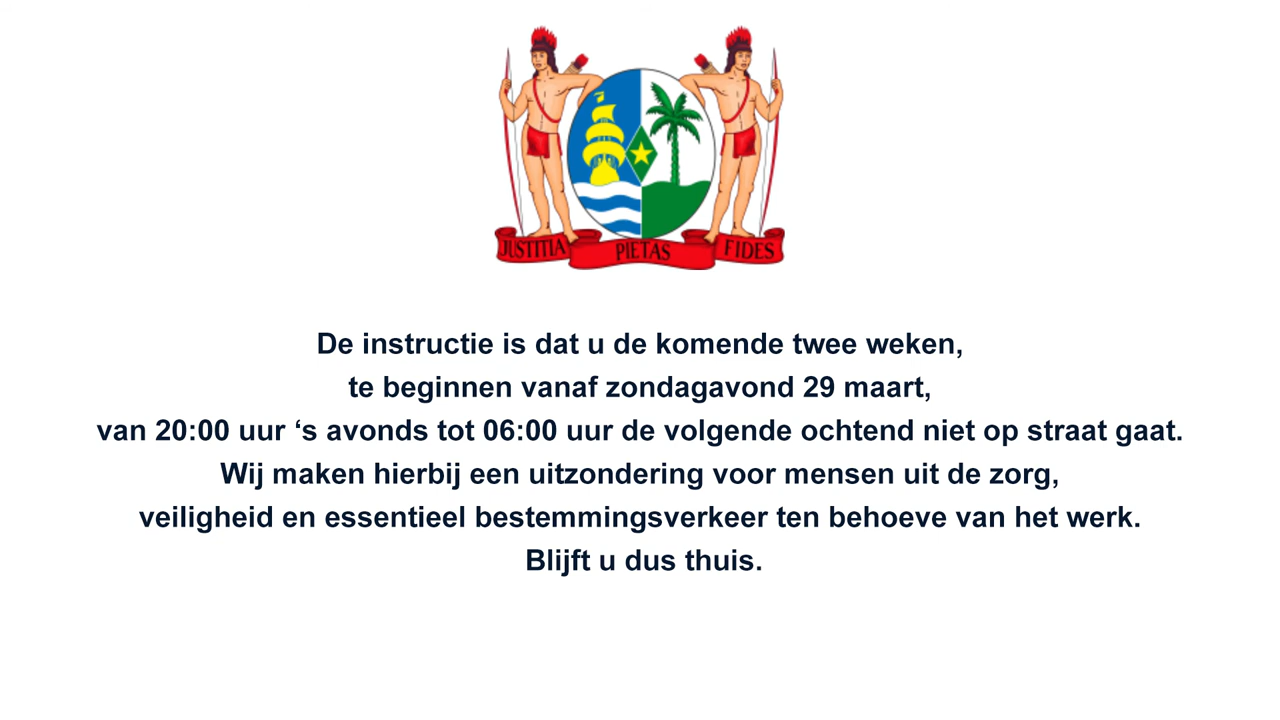 JUSTITIA PIETAS FIDES
De instructie is dat u de komende twee weken,
te beginnen vanaf zondagavond 29 maart,
van 20:00 uur ‘s avonds tot 06:00 uur de volgende ochtend niet op straat gaat.
Wij maken hierbij een uitzondering voor mensen uit de zorg,
veiligheid en essentieel bestemmingsverkeer ten behoeve van het werk.
Blijft u dus thuis.